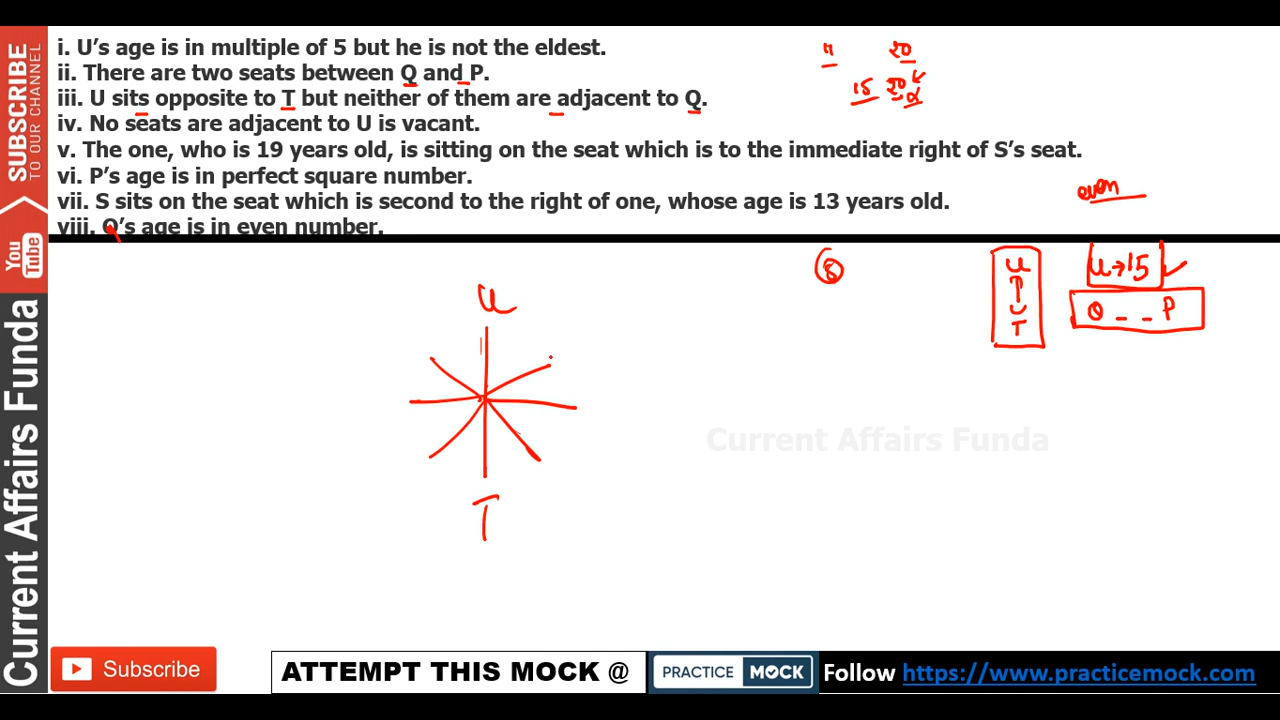 i. U's age is in multiple of 5 but he is not the eldest.
ii. There are two seats between Q and P.
iii. U sits opposite to T but neither of them are adjacent to Q.
iv. No seats are adjacent to U is vacant.
v. The one, who is 19 years old, is sitting on the seat which is to the immediate right of S's seat.
vi. P's age is in perfect square number.
vii. S sits on the seat which is second to the right of one, whose age is 13 years old.
viii. Q's age is in even number.
11 20
15 20
even
8
U
T
U→15
Q _ _ P
U
T
Current Affairs Funda
SUBSCRIBE
TO OUR CHANNEL
You Tube
Current Affairs Funda
Subscribe
ATTEMPT THIS MOCK @ PRACTICE MOCK Follow https://www.practicemock.com